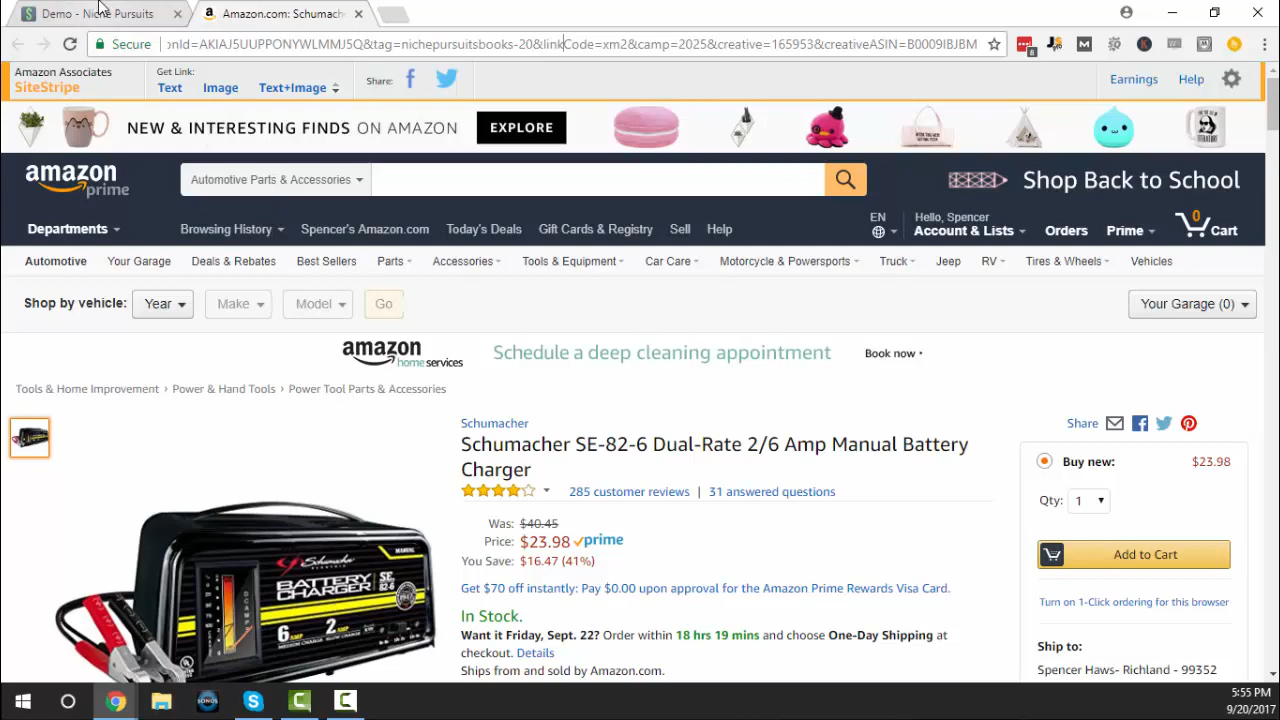 Demo - Niche Pursuits
Amazon.com: Schumach
Secure
onId=AKIAJ5UUPPONYWLMMJ5Q&tag=nichepursuitsbooks-20&linkCode=xm2&camp=2025&creative=165953&creativeASIN=B0009IBJBM
Amazon Associates
SiteStripe
Get Link:
Text
Image
Text+Image
Share:
Earnings
Help
NEW & INTERESTING FINDS ON AMAZON
EXPLORE
amazon
prime
Automotive Parts & Accessories
Shop Back to School
Departments
Browsing History
Spencer's Amazon.com
Today's Deals
Gift Cards & Registry
Sell
Help
EN
Hello, Spencer
Account & Lists
Orders
Prime
0
Cart
Automotive
Your Garage
Deals & Rebates
Best Sellers
Parts
Accessories
Tools & Equipment
Car Care
Motorcycle & Powersports
Truck
Jeep
RV
Tires & Wheels
Vehicles
Shop by vehicle:
Year
Make
Model
Go
Your Garage (0)
amazon
home services
Schedule a deep cleaning appointment
Book now ›
Tools & Home Improvement › Power & Hand Tools › Power Tool Parts & Accessories
Schumacher
Schumacher SE-82-6 Dual-Rate 2/6 Amp Manual Battery
Charger
285 customer reviews | 31 answered questions
Was: $40.45
Price: $23.98 prime
You Save: $16.47 (41%)
Get $70 off instantly: Pay $0.00 upon approval for the Amazon Prime Rewards Visa Card.
In Stock.
Want it Friday, Sept. 22? Order within 18 hrs 19 mins and choose One-Day Shipping at
checkout. Details
Ships from and sold by Amazon.com.
MANUAL
Schumacher
BATTERY
CHARGER
SE
82-6
6 AMP
2 AMP
Share
Buy new:
$23.98
Qty:
1
Add to Cart
Turn on 1-Click ordering for this browser
Ship to:
Spencer Haws- Richland - 99352
SONOS
5:55 PM
9/20/2017